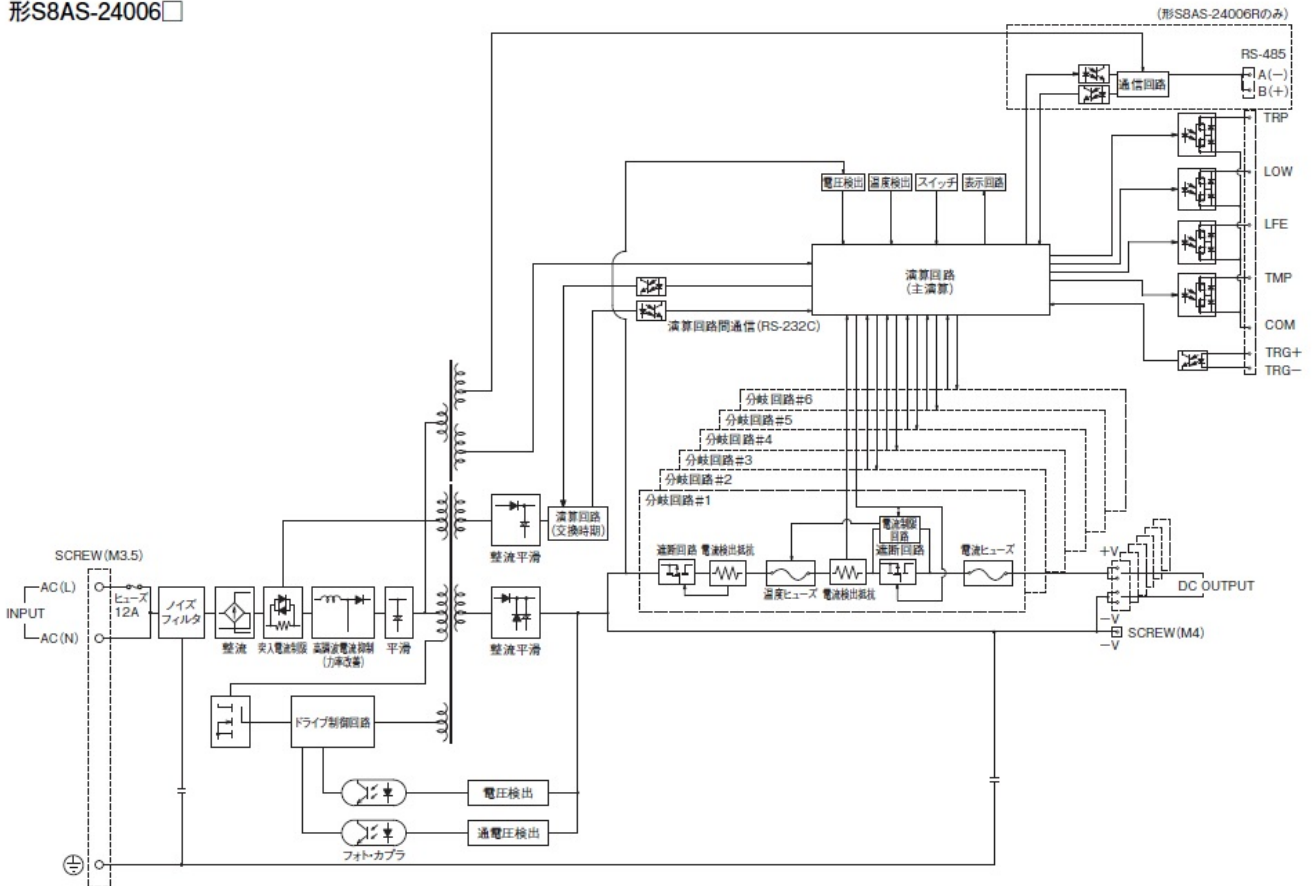 形S8AS-24006□
(形S8AS-24006Rのみ)
RS-485
A(−)
B(+)
通信回路
TRP
LOW
LFE
TMP
COM
TRG+
TRG−
電圧検出
温度検出
スイッチ
表示回路
演算回路
(主演算)
演算回路間通信(RS-232C)
分岐回路#6
分岐回路#5
分岐回路#4
分岐回路#3
分岐回路#2
分岐回路#1
電流制限
回路
遮断回路
電流検出抵抗
遮断回路
電流ヒューズ
温度ヒューズ
電流検出抵抗
演算回路
(交換時期)
整流平滑
SCREW(M3.5)
AC(L)
INPUT
AC(N)
ヒューズ
12A
ノイズ
フィルタ
整流
突入電流制限
高調波電流抑制
(力率改善)
平滑
整流平滑
+V
DC OUTPUT
−V
SCREW(M4)
−V
ドライブ制御回路
電圧検出
過電圧検出
フォト・カプラ